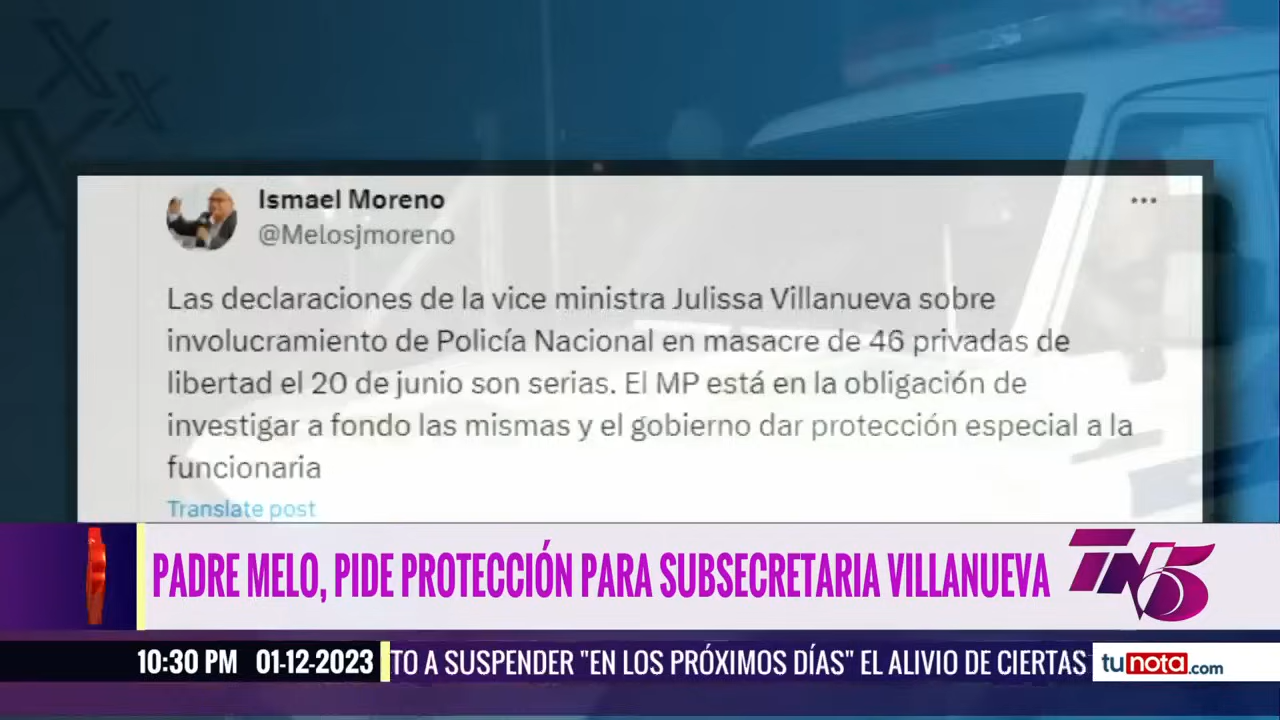 Ismael Moreno
@Melosjmoreno
Las declaraciones de la vice ministra Julissa Villanueva sobre
involucramiento de Policía Nacional en masacre de 46 privadas de
libertad el 20 de junio son serias. El MP está en la obligación de
investigar a fondo las mismas y el gobierno dar protección especial a la
funcionaria
Translate post
PADRE MELO, PIDE PROTECCIÓN PARA SUBSECRETARIA VILLANUEVA
TN5
10:30 PM 01-12-2023 TO A SUSPENDER "EN LOS PRÓXIMOS DÍAS" EL ALIVIO DE CIERTAS
tunota.com